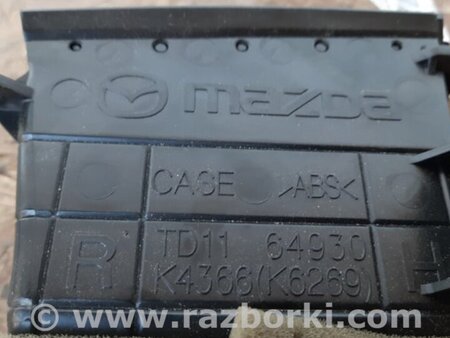 mazda
CASE >ABS<
R TD11 64930 H
K4366(K6269)
© www.razborki.com